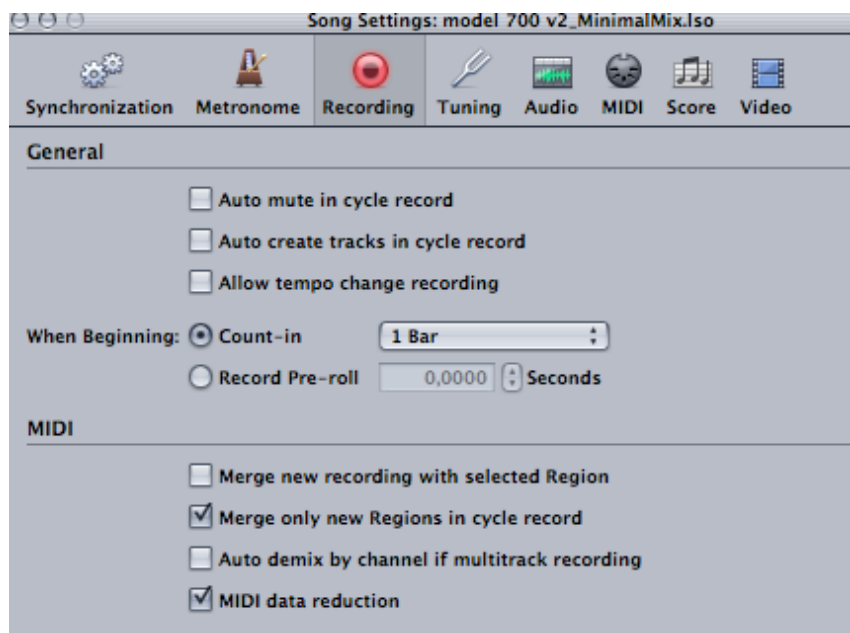 Song Settings: model 700 v2_MinimalMix.lso
Synchronization Metronome Recording Tuning Audio MIDI Score Video
General
Auto mute in cycle record
Auto create tracks in cycle record
Allow tempo change recording
When Beginning: Count-in 1 Bar
Record Pre-roll 0,0000 Seconds
MIDI
Merge new recording with selected Region
Merge only new Regions in cycle record
Auto demix by channel if multitrack recording
MIDI data reduction